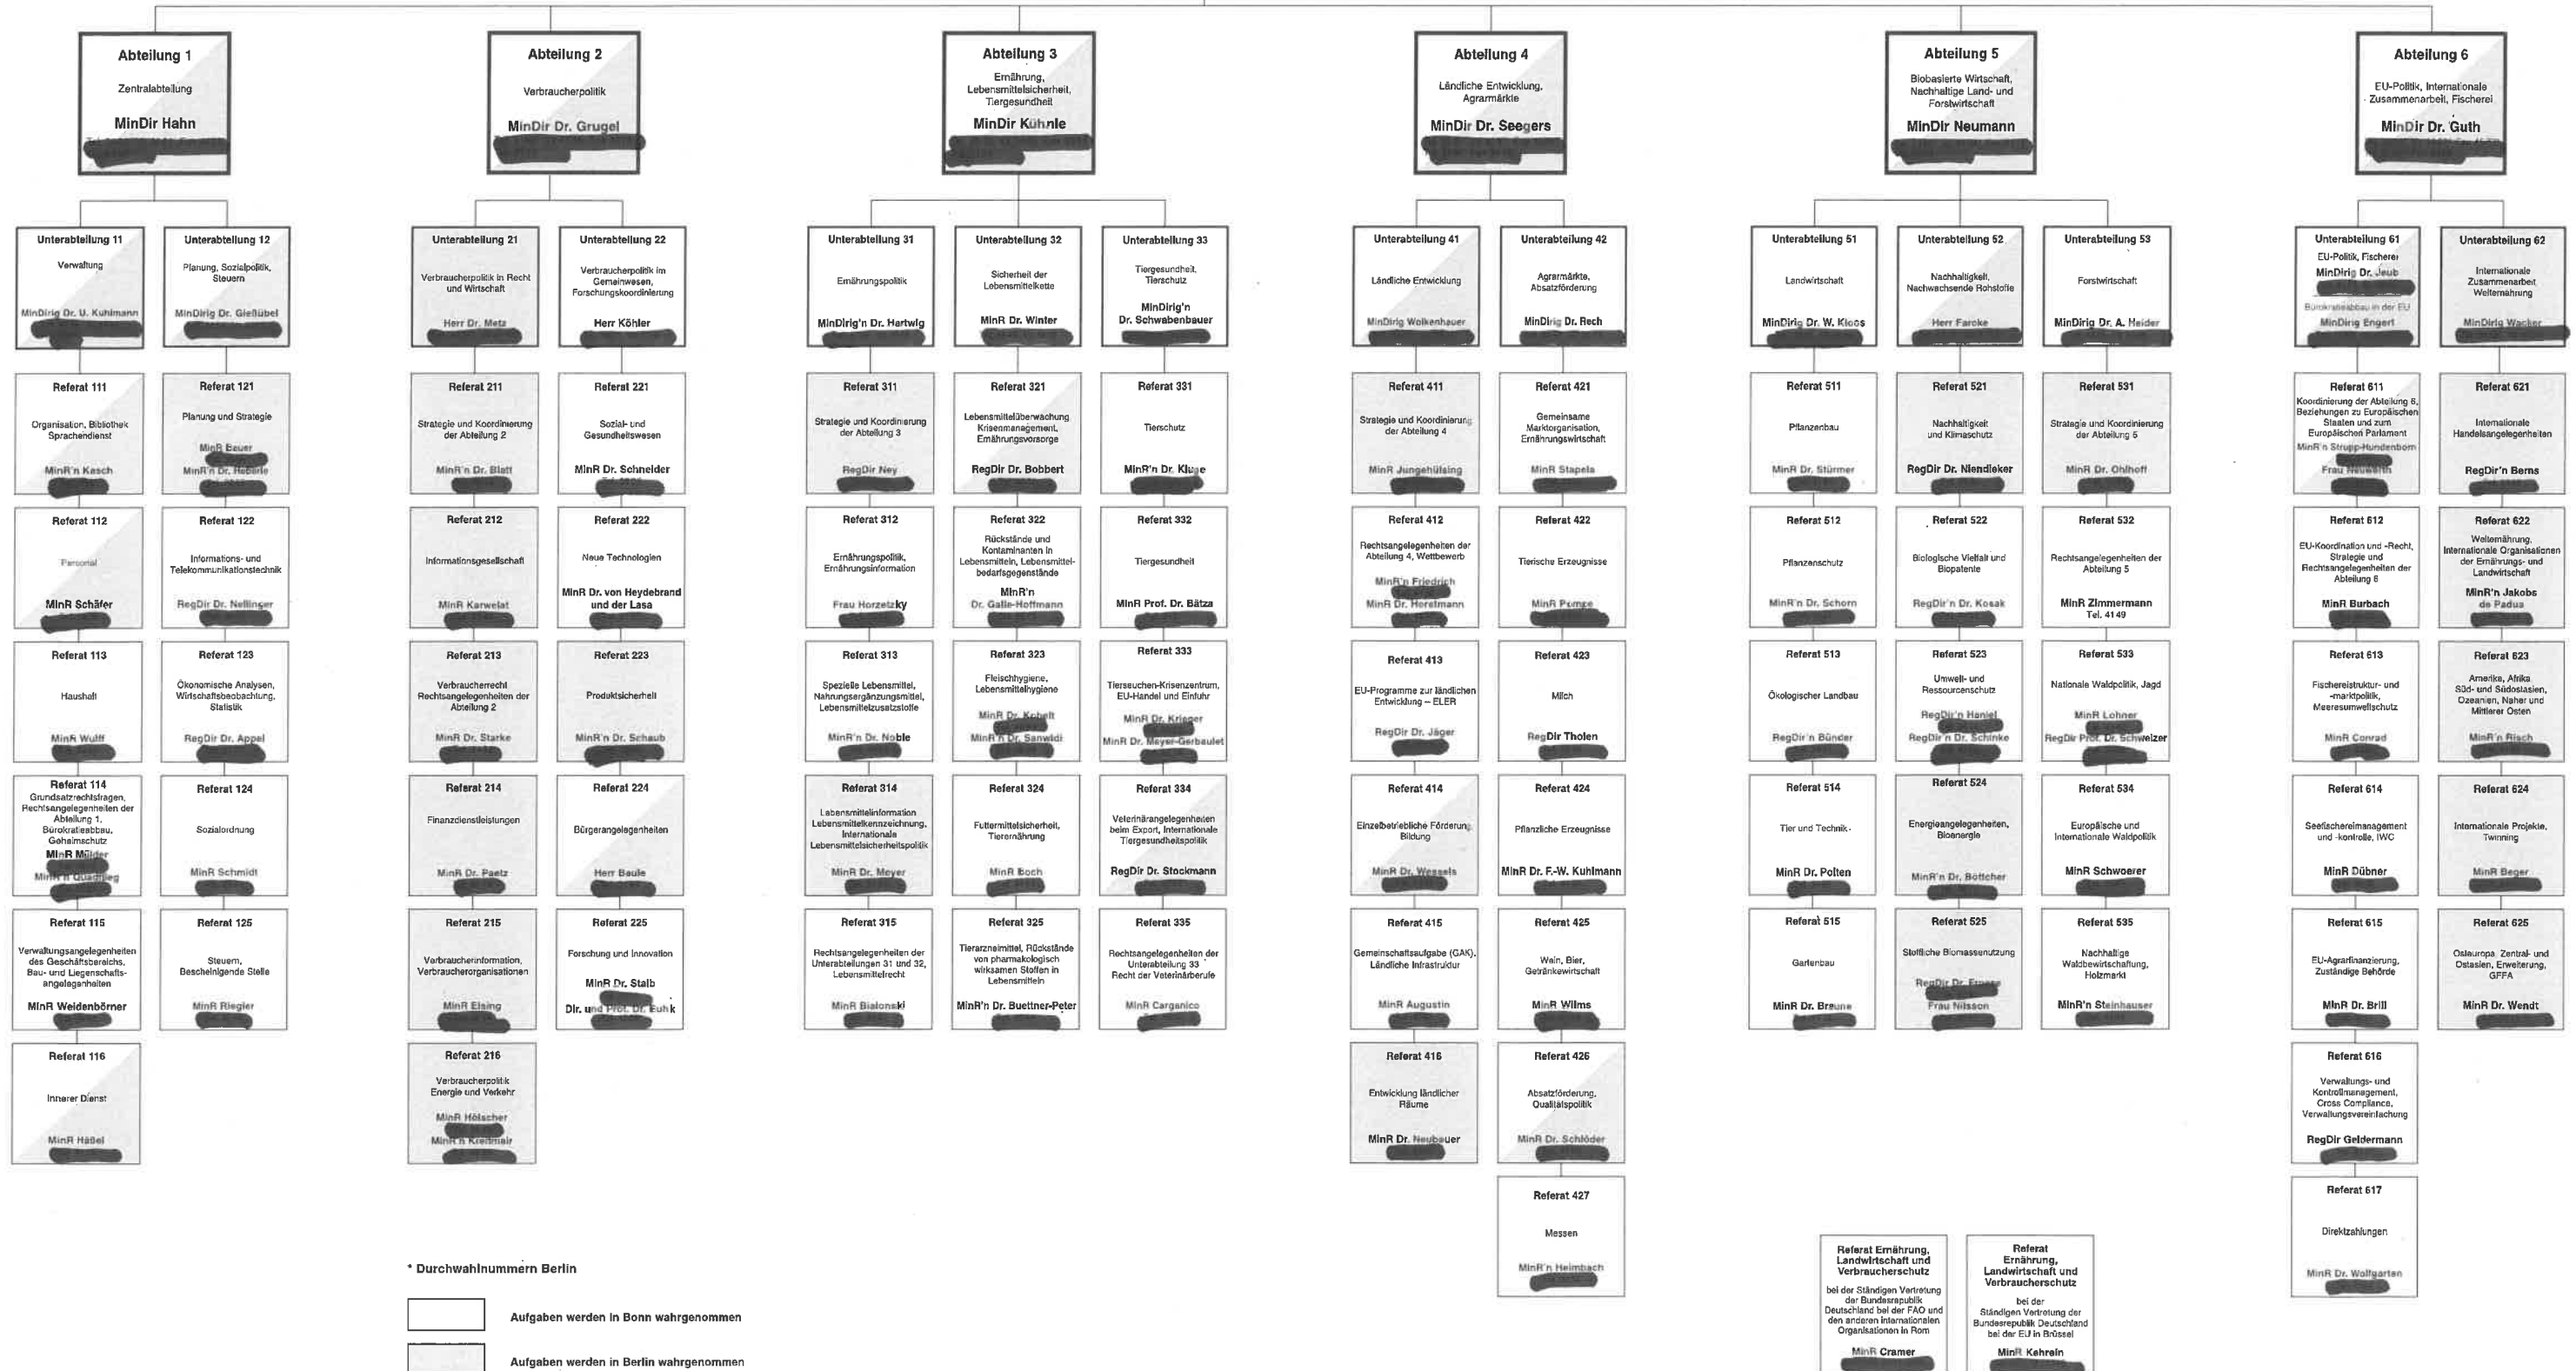 Abteilung 1
Zentralabteilung
MinDir Hahn
Abteilung 2
Verbraucherpolitik
MinDir Dr. Grugel
Abteilung 3
Ernährung,
Lebensmittelsicherheit,
Tiergesundheit
MinDir Kühnle
Abteilung 4
Ländliche Entwicklung,
Agrarmärkte
MinDir Dr. Seegers
Abteilung 5
Biobasierte Wirtschaft,
Nachhaltige Land- und
Forstwirtschaft
MinDir Neumann
Abteilung 6
EU-Politik, Internationale
Zusammenarbeit, Fischerei
MinDir Dr. Guth
Unterabteilung 11
Verwaltung
MinDirig Dr. U. Kuhlmann
Unterabteilung 12
Planung, Sozialpolitik,
Steuern
MinDirig Dr. Gießübel
Unterabteilung 21
Verbraucherpolitik in Recht
und Wirtschaft
Herr Dr. Metz
Unterabteilung 22
Verbraucherpolitik im
Gemeinwesen,
Forschungskoordinierung
Herr Köhler
Unterabteilung 31
Ernährungspolitik
MinDirig'n Dr. Hartwig
Unterabteilung 32
Sicherheit der
Lebensmittelkette
MinR Dr. Winter
Unterabteilung 33
Tiergesundheit,
Tierschutz
MinDirig'n
Dr. Schwabenbauer
Unterabteilung 41
Ländliche Entwicklung
MinDirig Wolkenhauer
Unterabteilung 42
Agrarmärkte,
Absatzförderung
MinDirig Dr. Rech
Unterabteilung 51
Landwirtschaft
MinDirig Dr. W. Kloos
Unterabteilung 52
Nachhaltigkeit,
Nachwachsende Rohstoffe
Herr Farcke
Unterabteilung 53
Forstwirtschaft
MinDirig Dr. A. Heider
Unterabteilung 61
EU-Politik, Fischerei
MinDirig Dr. Jeub
Bürokratieabbau in der EU
MinDirig Engert
Unterabteilung 62
Internationale
Zusammenarbeit
Welternährung
MinDirig Wacker
Referat 111
Organisation, Bibliothek
Sprachendienst
MinR'n Kasch
Referat 121
Planung und Strategie
MinR Bauer
MinR'n Dr. Heberle
Referat 211
Strategie und Koordinierung
der Abteilung 2
MinR'n Dr. Blatt
Referat 221
Sozial- und
Gesundheitswesen
MinR Dr. Schneider
Referat 311
Strategie und Koordinierung
der Abteilung 3
RegDir Ney
Referat 321
Lebensmittelüberwachung
Krisenmanagement,
Ernährungsvorsorge
RegDir Dr. Bobbert
Referat 331
Tierschutz
MinR'n Dr. Kluge
Referat 411
Strategie und Koordinierung
der Abteilung 4
MinR Jungehülsing
Referat 421
Gemeinsame
Marktorganisation,
Ernährungswirtschaft
MinR Stapela
Referat 511
Pflanzenbau
MinR Dr. Stürmer
Referat 521
Nachhaltigkeit
und Klimaschutz
RegDir Dr. Niendieker
Referat 531
Strategie und Koordinierung
der Abteilung 5
MinR Dr. Ohlhoff
Referat 611
Koordinierung der Abteilung 6,
Beziehungen zu Europäischen
Staaten und zum
Europäischen Parlament
MinR'n Strupp-Hundenborn
Frau Neuwerth
Referat 621
Internationale
Handelsangelegenheiten
RegDir'n Berns
Referat 112
Personal
MinR Schäfer
Referat 122
Informations- und
Telekommunikationstechnik
RegDir Dr. Nellinger
Referat 212
Informationsgesellschaft
MinR Karwelat
Referat 222
Neue Technologien
MinR Dr. von Heydebrand
und der Lasa
Referat 312
Ernährungspolitik,
Ernährungsinformation
Frau Horzetzky
Referat 322
Rückstände und
Kontaminanten in
Lebensmitteln, Lebensmittel-
bedarfsgegenstände
MinR'n
Dr. Galle-Hoffmann
Referat 332
Tiergesundheit
MinR Prof. Dr. Bätza
Referat 412
Rechtsangelegenheiten der
Abteilung 4, Wettbewerb
MinR'n Friedrich
MinR Dr. Horstmann
Referat 422
Tierische Erzeugnisse
MinR Pompe
Referat 512
Pflanzenschutz
MinR'n Dr. Schorn
Referat 522
Biologische Vielfalt und
Biopatente
RegDir'n Dr. Kosak
Referat 532
Rechtsangelegenheiten der
Abteilung 5
MinR Zimmermann
Tel. 4149
Referat 612
EU-Koordination und -Recht,
Strategie und
Rechtsangelegenheiten der
Abteilung 6
MinR Burbach
Referat 622
Welternährung,
Internationale Organisationen
der Ernährungs- und
Landwirtschaft
MinR'n Jakobs
de Padua
Referat 113
Haushalt
MinR Wulff
Referat 123
Ökonomische Analysen,
Wirtschaftsbeobachtung,
Statistik
RegDir Dr. Appel
Referat 213
Verbraucherrecht
Rechtsangelegenheiten der
Abteilung 2
MinR Dr. Starke
Referat 223
Produktsicherheit
MinR'n Dr. Schaub
Referat 313
Spezielle Lebensmittel,
Nahrungsergänzungsmittel,
Lebensmittelzusatzstoffe
MinR'n Dr. Noble
Referat 323
Fleischhygiene,
Lebensmittelhygiene
MinR Dr. Kobelt
MinR'n Dr. Sanwidi
Referat 333
Tierseuchen-Krisenzentrum,
EU-Handel und Einfuhr
MinR Dr. Krieger
MinR Dr. Meyer-Gerbaulet
Referat 413
EU-Programme zur ländlichen
Entwicklung – ELER
RegDir Dr. Jäger
Referat 423
Milch
RegDir Tholen
Referat 513
Ökologischer Landbau
RegDir'n Bünder
Referat 523
Umwelt- und
Ressourcenschutz
RegDir'n Haniel
RegDir'n Dr. Schinke
Referat 533
Nationale Waldpolitik, Jagd
MinR Lohner
RegDir Prof. Dr. Schweizer
Referat 613
Fischereistruktur- und
-marktpolitik,
Meeresumweltschutz
MinR Conrad
Referat 623
Amerika, Afrika
Süd- und Südostasien,
Ozeanien, Naher und
Mittlerer Osten
MinR'n Risch
Referat 114
Grundsatzrechtsfragen,
Rechtsangelegenheiten der
Abteilung 1,
Bürokratieabbau,
Geheimschutz
MinR Mülder
MinR'n Quadflieg
Referat 124
Sozialordnung
MinR Schmidt
Referat 214
Finanzdienstleistungen
MinR Dr. Paetz
Referat 224
Bürgerangelegenheiten
Herr Baule
Referat 314
Lebensmittelinformation
Lebensmittelkennzeichnung,
Internationale
Lebensmittelsicherheitspolitik
MinR Dr. Meyer
Referat 324
Futtermittelsicherheit,
Tierernährung
MinR Boch
Referat 334
Veterinärangelegenheiten
beim Export, Internationale
Tiergesundheitspolitik
RegDir Dr. Stockmann
Referat 414
Einzelbetriebliche Förderung,
Bildung
MinR Dr. Wessels
Referat 424
Pflanzliche Erzeugnisse
MinR Dr. F.-W. Kuhlmann
Referat 514
Tier und Technik
MinR Dr. Polten
Referat 524
Energieangelegenheiten,
Bioenergie
MinR'n Dr. Böttcher
Referat 534
Europäische und
Internationale Waldpolitik
MinR Schwoerer
Referat 614
Seefischereimanagement
und -kontrolle, IWC
MinR Dübner
Referat 624
Internationale Projekte,
Twinning
MinR Beger
Referat 115
Verwaltungsangelegenheiten
des Geschäftsbereichs,
Bau- und Liegenschafts-
angelegenheiten
MinR Weidenbörner
Referat 125
Steuern,
Bescheinigende Stelle
MinR Riegler
Referat 215
Verbraucherinformation,
Verbraucherorganisationen
MinR Elsing
Referat 225
Forschung und Innovation
MinR Dr. Stalb
Dir. und Prof. Dr.
Referat 315
Rechtsangelegenheiten der
Unterabteilungen 31 und 32,
Lebensmittelrecht
MinR Bialonski
Referat 325
Tierarzneimittel, Rückstände
von pharmakologisch
wirksamen Stoffen in
Lebensmitteln
MinR'n Dr. Buettner-Peter
Referat 335
Rechtsangelegenheiten der
Unterabteilung 33
Recht der Veterinärberufe
MinR Carganico
Referat 415
Gemeinschaftsaufgabe (GAK),
Ländliche Infrastruktur
MinR Augustin
Referat 425
Wein, Bier,
Getränkewirtschaft
MinR Wilms
Referat 515
Gartenbau
MinR Dr. Braune
Referat 525
Stoffliche Biomassenutzung
RegDir Dr.
Frau Nilsson
Referat 535
Nachhaltige
Waldbewirtschaftung,
Holzmarkt
MinR'n Steinhauser
Referat 615
EU-Agrarfinanzierung,
Zuständige Behörde
MinR Dr. Brill
Referat 625
Osteuropa, Zentral- und
Ostasien, Erweiterung,
GFFA
MinR Dr. Wendt
Referat 116
Innerer Dienst
MinR Häßel
Referat 216
Verbraucherpolitik
Energie und Verkehr
MinR Hölscher
MinR'n Kreitmair
Referat 416
Entwicklung ländlicher
Räume
MinR Dr. Neubauer
Referat 426
Absatzförderung,
Qualitätspolitik
MinR Dr. Schlöder
Referat 616
Verwaltungs- und
Kontrollmanagement,
Cross Compliance,
Verwaltungsvereinfachung
RegDir Geldermann
Referat 427
Messen
MinR'n Heimbach
Referat 617
Direktzahlungen
MinR Dr. Wolfgarten
Referat Ernährung,
Landwirtschaft und
Verbraucherschutz
bei der Ständigen Vertretung
der Bundesrepublik
Deutschland bei der FAO und
den anderen internationalen
Organisationen in Rom
MinR Cramer
Referat
Ernährung,
Landwirtschaft und
Verbraucherschutz
bei der
Ständigen Vertretung der
Bundesrepublik Deutschland
bei der EU in Brüssel
MinR Kehrein
* Durchwahlnummern Berlin
Aufgaben werden in Bonn wahrgenommen
Aufgaben werden in Berlin wahrgenommen